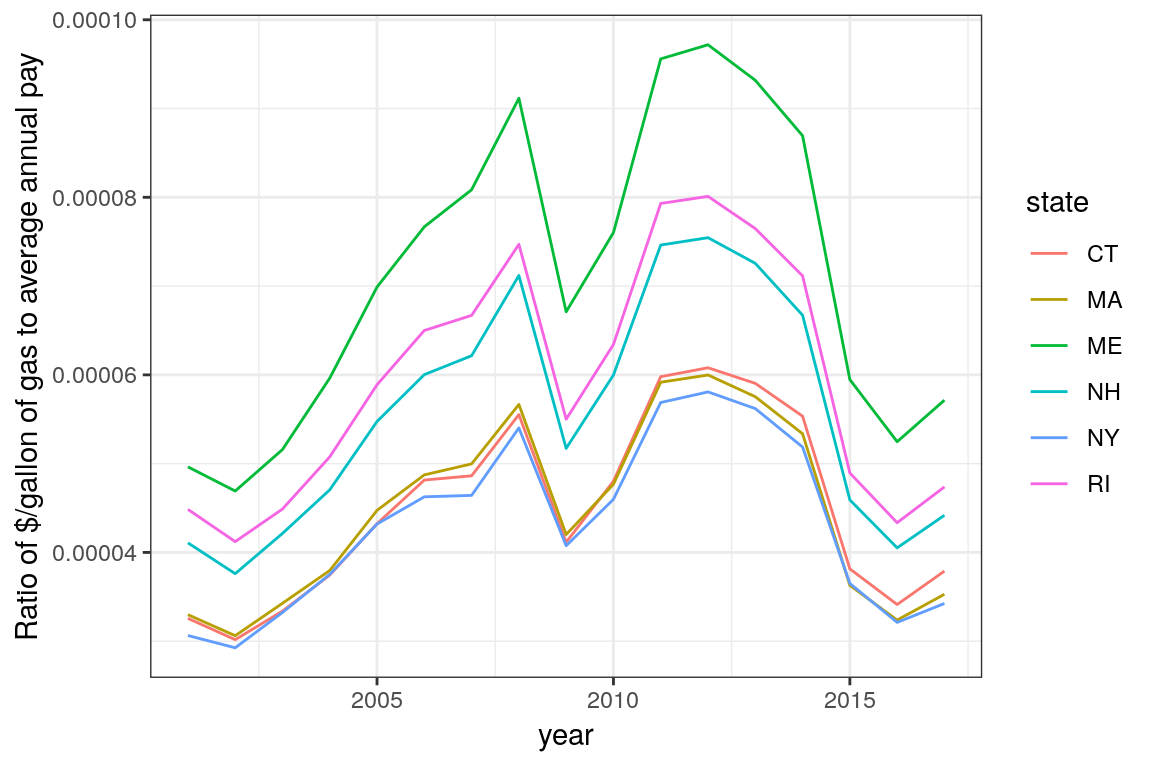 Ratio of $/gallon of gas to average annual pay
0.00010
0.00008
0.00006
0.00004
2005
2010
2015
year
state
CT
MA
ME
NH
NY
RI